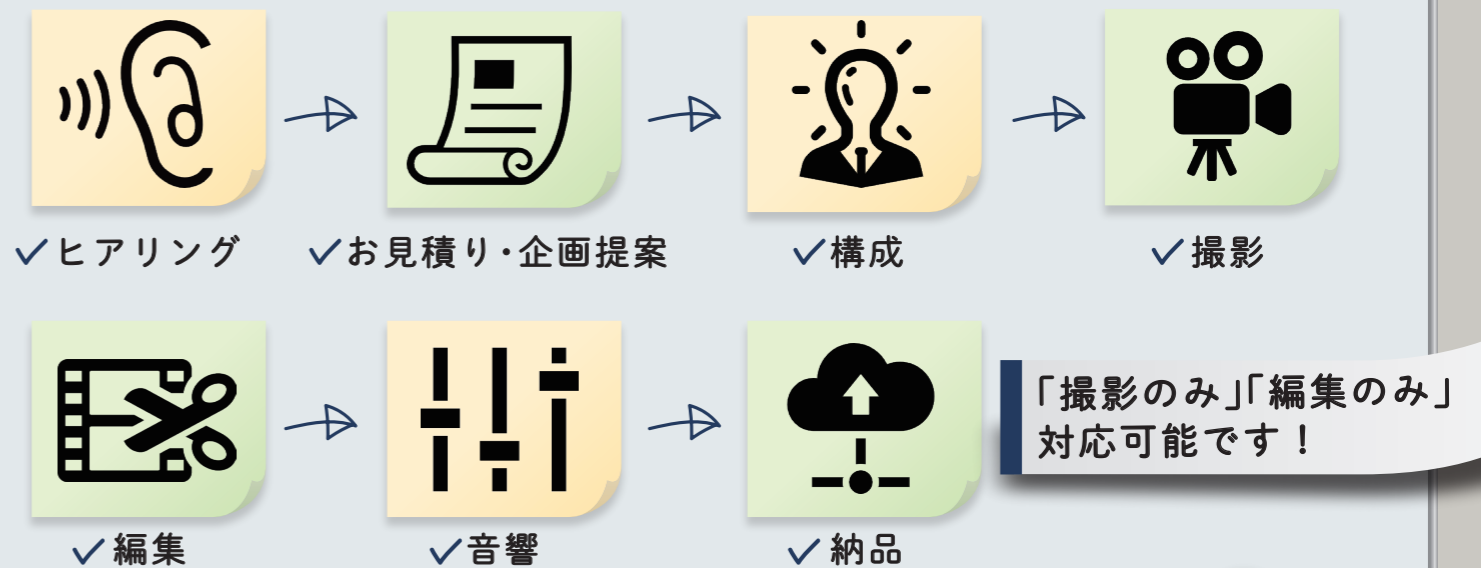 ヒアリング
お見積り・企画提案
構成
撮影
編集
音響
納品
「撮影のみ」「編集のみ」
対応可能です！